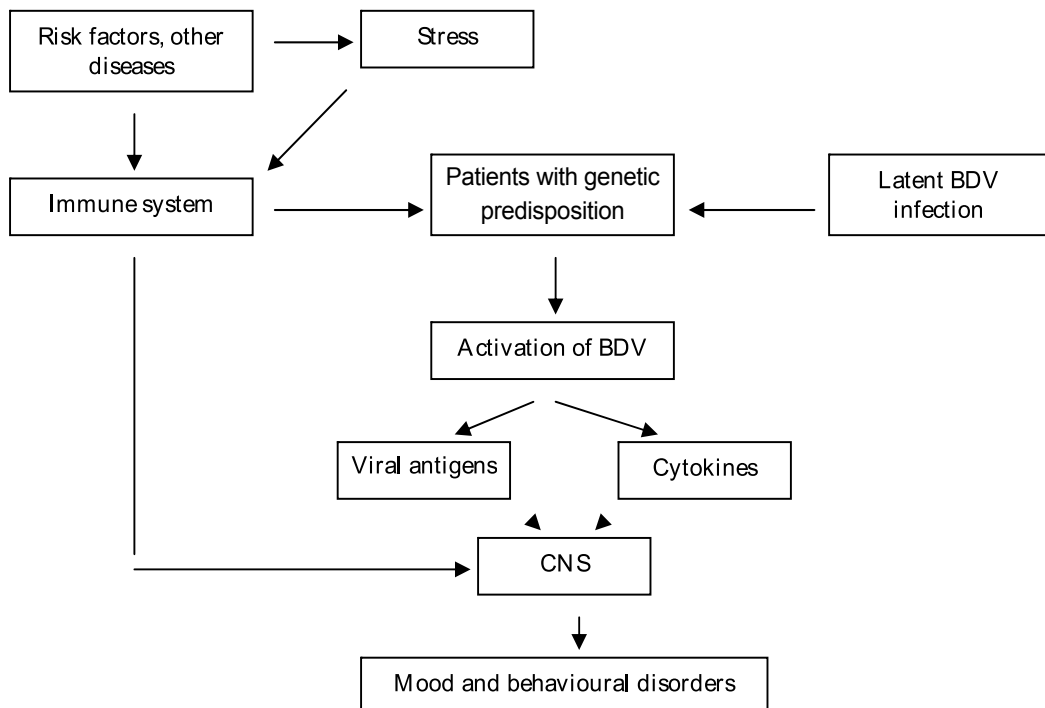 Risk factors, other
diseases
Stress
Immune system
Patients with genetic
predisposition
Latent BDV
infection
Activation of BDV
Viral antigens
Cytokines
CNS
Mood and behavioural disorders